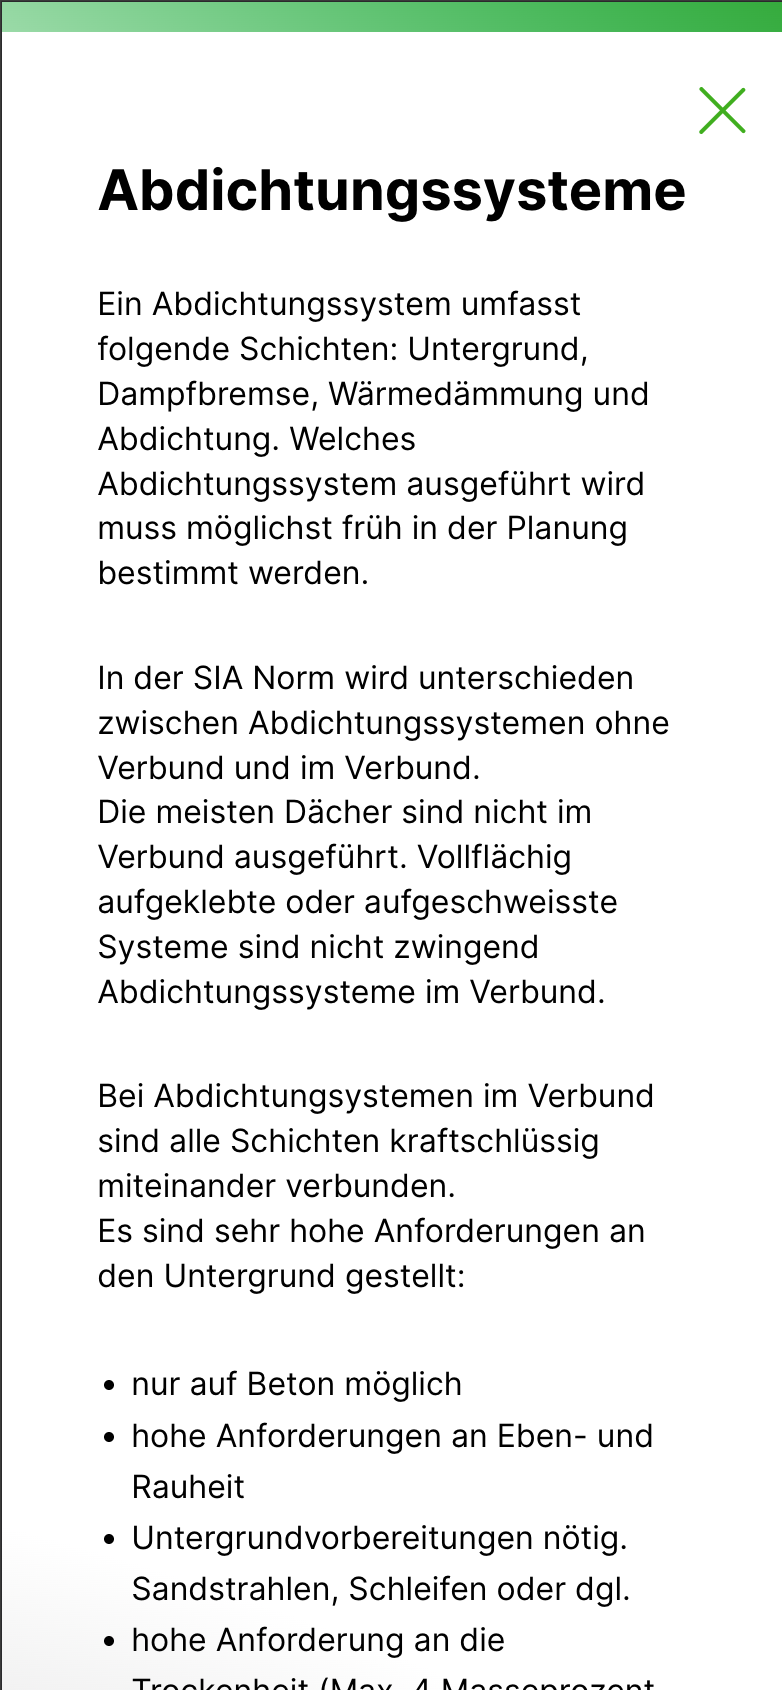 Abdichtungssysteme
Ein Abdichtungssystem umfasst
folgende Schichten: Untergrund,
Dampfbremse, Wärmedämmung und
Abdichtung. Welches
Abdichtungssystem ausgeführt wird
muss möglichst früh in der Planung
bestimmt werden.
In der SIA Norm wird unterschieden
zwischen Abdichtungssystemen ohne
Verbund und im Verbund.
Die meisten Dächer sind nicht im
Verbund ausgeführt. Vollflächig
aufgeklebte oder aufgeschweisste
Systeme sind nicht zwingend
Abdichtungssysteme im Verbund.
Bei Abdichtungsystemen im Verbund
sind alle Schichten kraftschlüssig
miteinander verbunden.
Es sind sehr hohe Anforderungen an
den Untergrund gestellt:
• nur auf Beton möglich
• hohe Anforderungen an Eben- und
Rauheit
• Untergrundvorbereitungen nötig.
Sandstrahlen, Schleifen oder dgl.
• hohe Anforderung an die
Trockenheit (Max. 4 Masseprozent